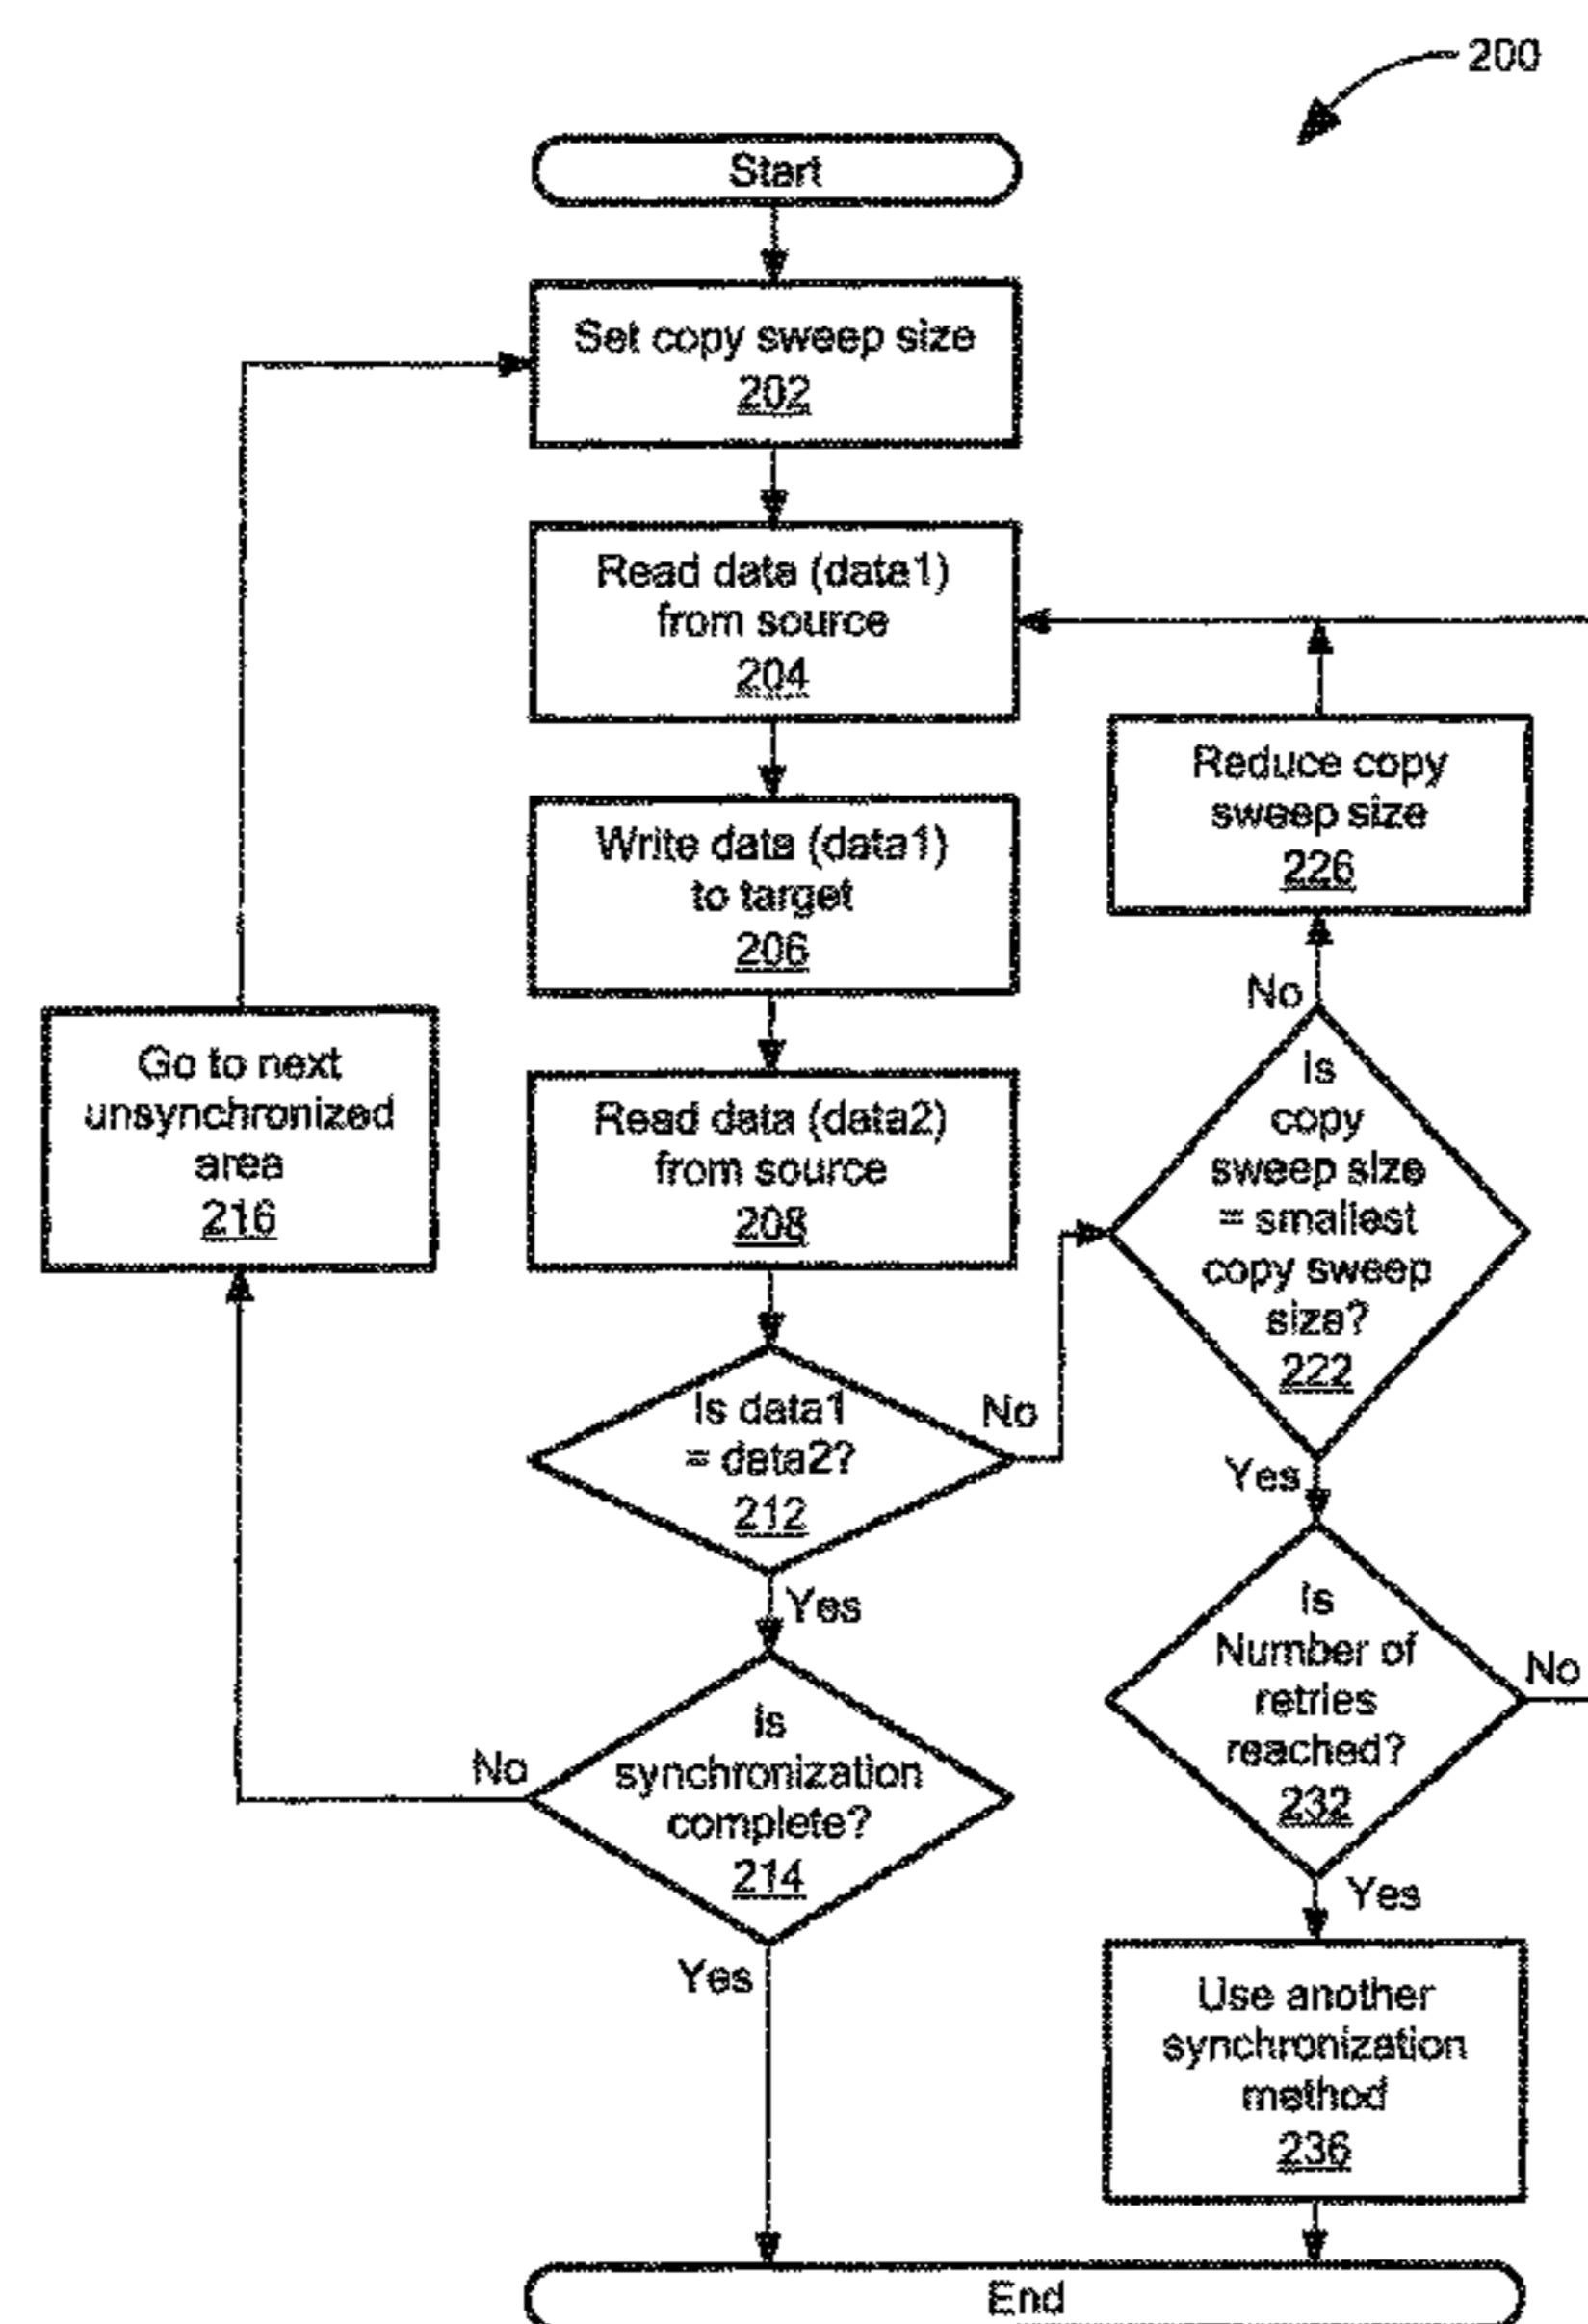 200
Start
Set copy sweep size
202
Read data (data1)
from source
204
Write data (data1)
to target
206
Read data (data2)
from source
208
Is data1
= data2?
212
No
Yes
Is
synchronization
complete?
214
No
Yes
Go to next
unsynchronized
area
216
Reduce copy
sweep size
226
No
Is
copy
sweep size
= smallest
copy sweep
size?
222
Yes
Is
Number of
retries
reached?
232
No
Yes
Use another
synchronization
method
236
End